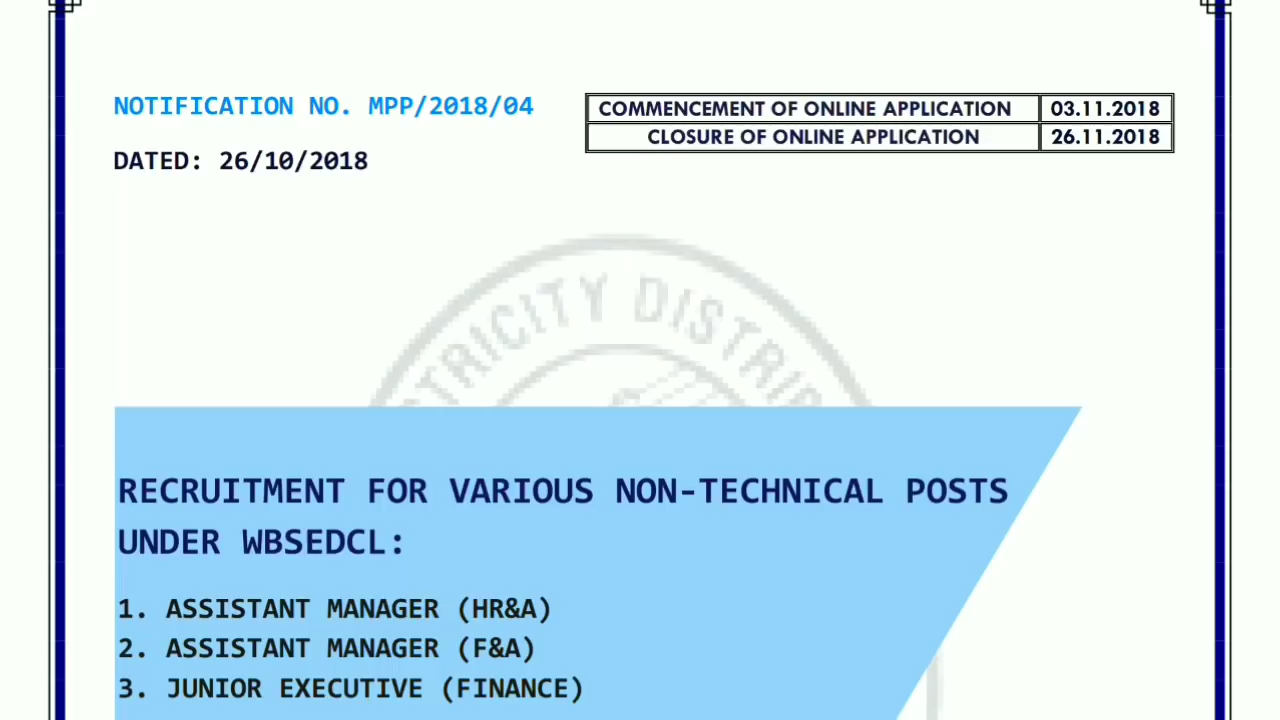 NOTIFICATION NO. MPP/2018/04
DATED: 26/10/2018
COMMENCEMENT OF ONLINE APPLICATION 03.11.2018
CLOSURE OF ONLINE APPLICATION 26.11.2018
TRICITY DISTRIB
RECRUITMENT FOR VARIOUS NON-TECHNICAL POSTS
UNDER WBSEDCL:
1. ASSISTANT MANAGER (HR&A)
2. ASSISTANT MANAGER (F&A)
3. JUNIOR EXECUTIVE (FINANCE)